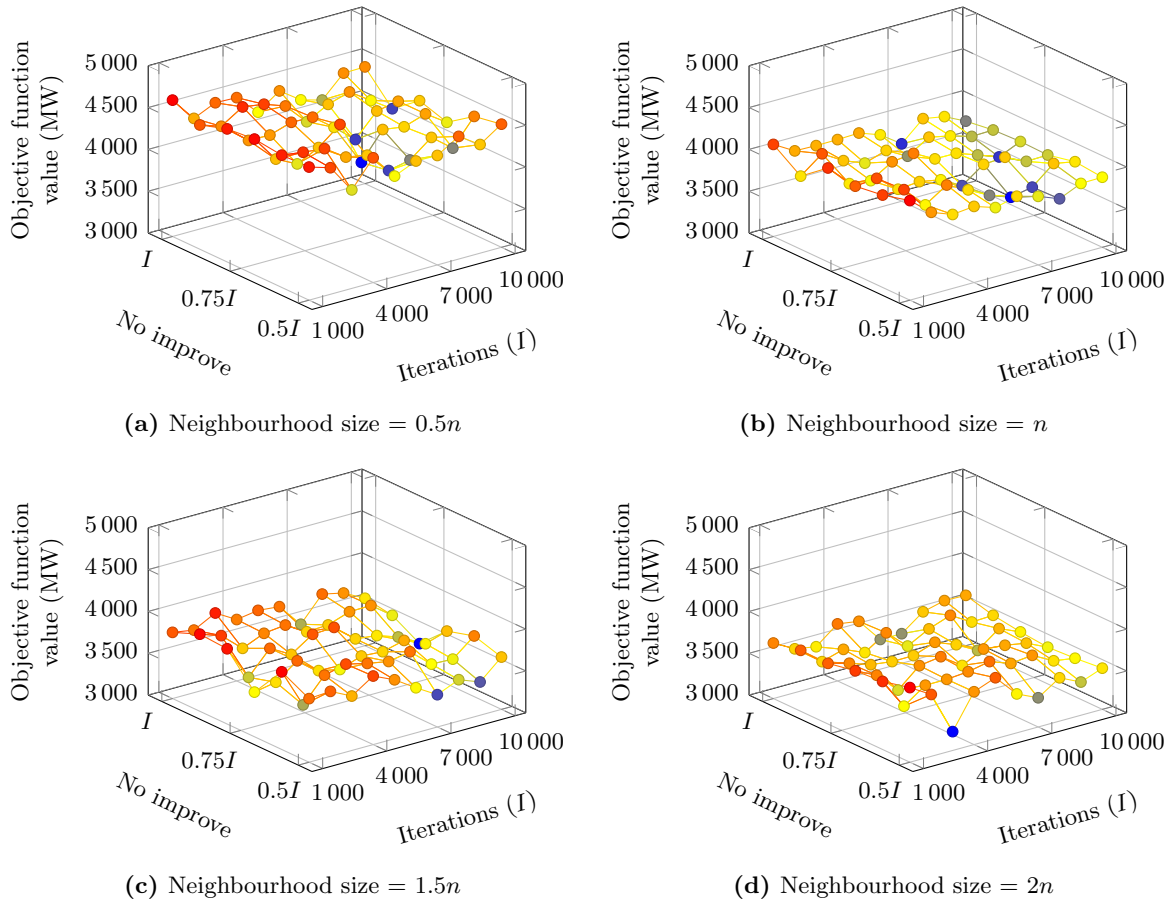 5 000
4 500
4 000
3 500
3 000
Objective function
value (MW)
I
0.75I
0.5I
No improve
1 000
4 000
7 000
10 000
Iterations (I)
(a) Neighbourhood size = 0.5n
5 000
4 500
4 000
3 500
3 000
Objective function
value (MW)
I
0.75I
0.5I
No improve
1 000
4 000
7 000
10 000
Iterations (I)
(b) Neighbourhood size = n
5 000
4 500
4 000
3 500
3 000
Objective function
value (MW)
I
0.75I
0.5I
No improve
1 000
4 000
7 000
10 000
Iterations (I)
(c) Neighbourhood size = 1.5n
5 000
4 500
4 000
3 500
3 000
Objective function
value (MW)
I
0.75I
0.5I
No improve
1 000
4 000
7 000
10 000
Iterations (I)
(d) Neighbourhood size = 2n